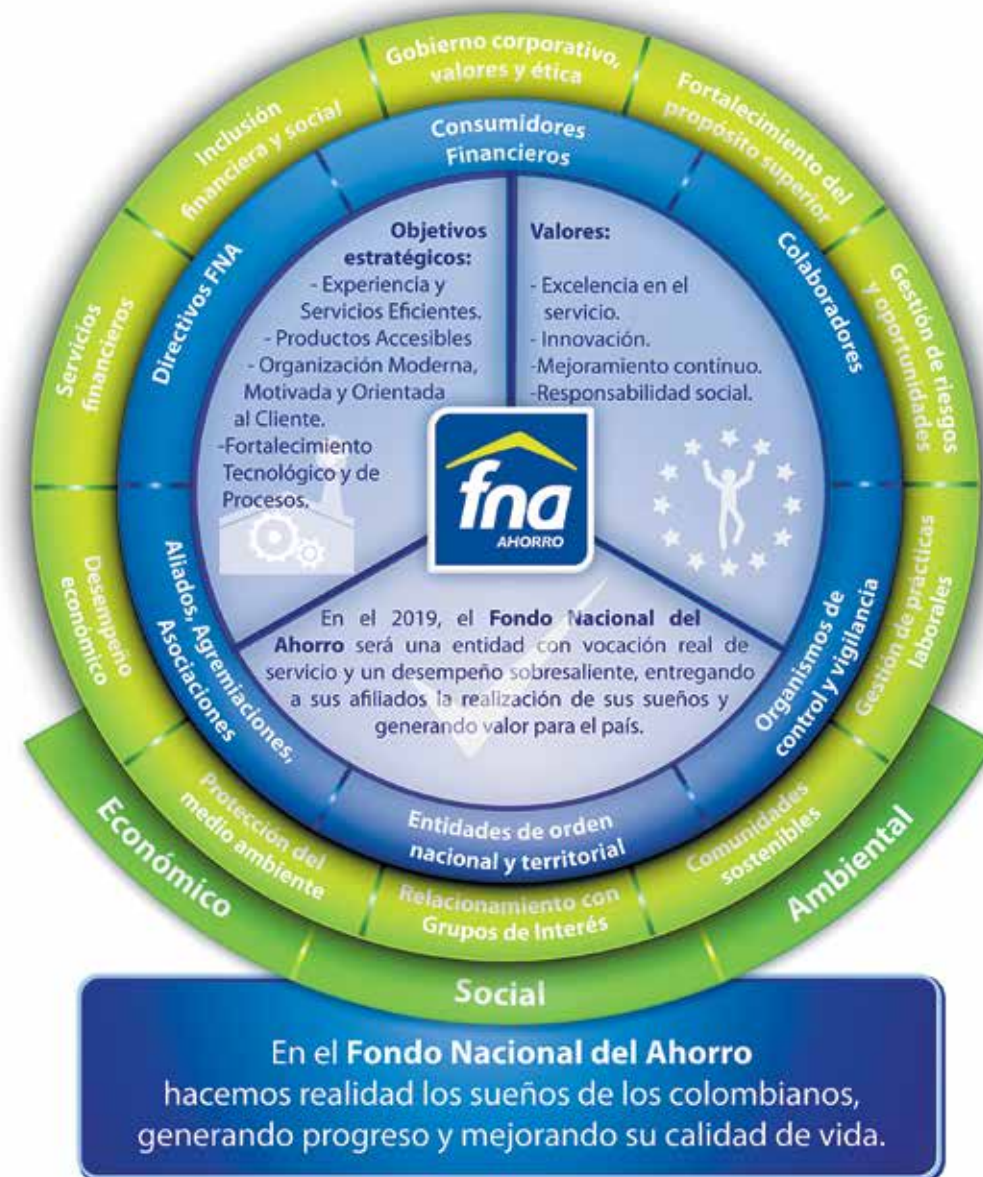 Gobierno corporativo,
valores y ética
Fortalecimiento del
propósito superior
Gestión de riesgos
y oportunidades
Gestión de prácticas
laborales
Comunidades
sostenibles
Relacionamiento con
Grupos de Interés
Protección del
medio ambiente
Desempeño
económico
Servicios
financieros
Inclusión
financiera y social
Consumidores
Financieros
Colaboradores
Organismos de
control y vigilancia
Entidades de orden
nacional y territorial
Aliados, Agremiaciones,
Asociaciones
Directivos FNA
Objetivos
estratégicos:
- Experiencia y
Servicios Eficientes.
- Productos Accesibles
- Organización Moderna,
Motivada y Orientada
al Cliente.
-Fortalecimiento
Tecnológico y de
Procesos.
Valores:
- Excelencia en el
servicio.
- Innovación.
-Mejoramiento continuo.
-Responsabilidad social.
fna
AHORRO
En el 2019, el Fondo Nacional del
Ahorro será una entidad con vocación real de
servicio y un desempeño sobresaliente, entregando
a sus afiliados la realización de sus sueños y
generando valor para el país.
Económico
Social
Ambiental
En el Fondo Nacional del Ahorro
hacemos realidad los sueños de los colombianos,
generando progreso y mejorando su calidad de vida.